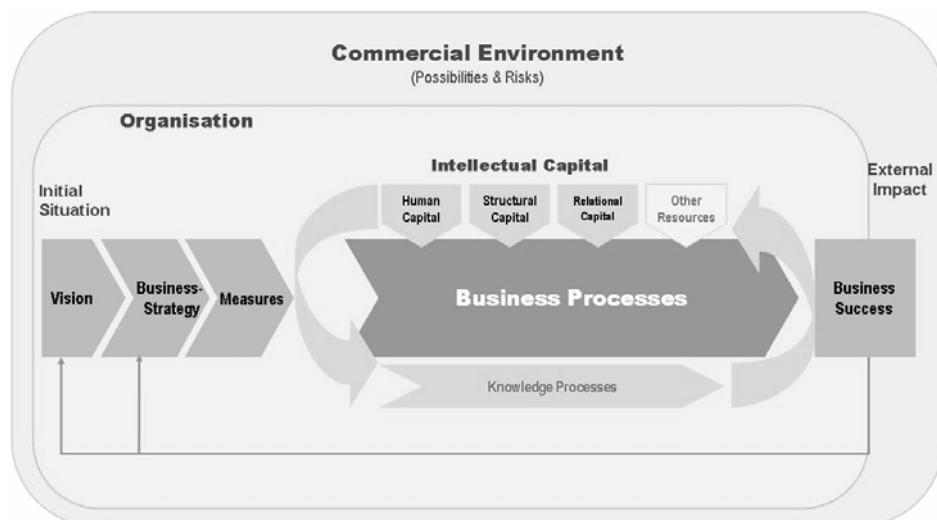 Commercial Environment
(Possibilities & Risks)
Organisation
Intellectual Capital
Initial
Situation
External
Impact
Human
Capital
Structural
Capital
Relational
Capital
Other
Resources
Vision
Business-
Strategy
Measures
Business Processes
Business
Success
Knowledge Processes